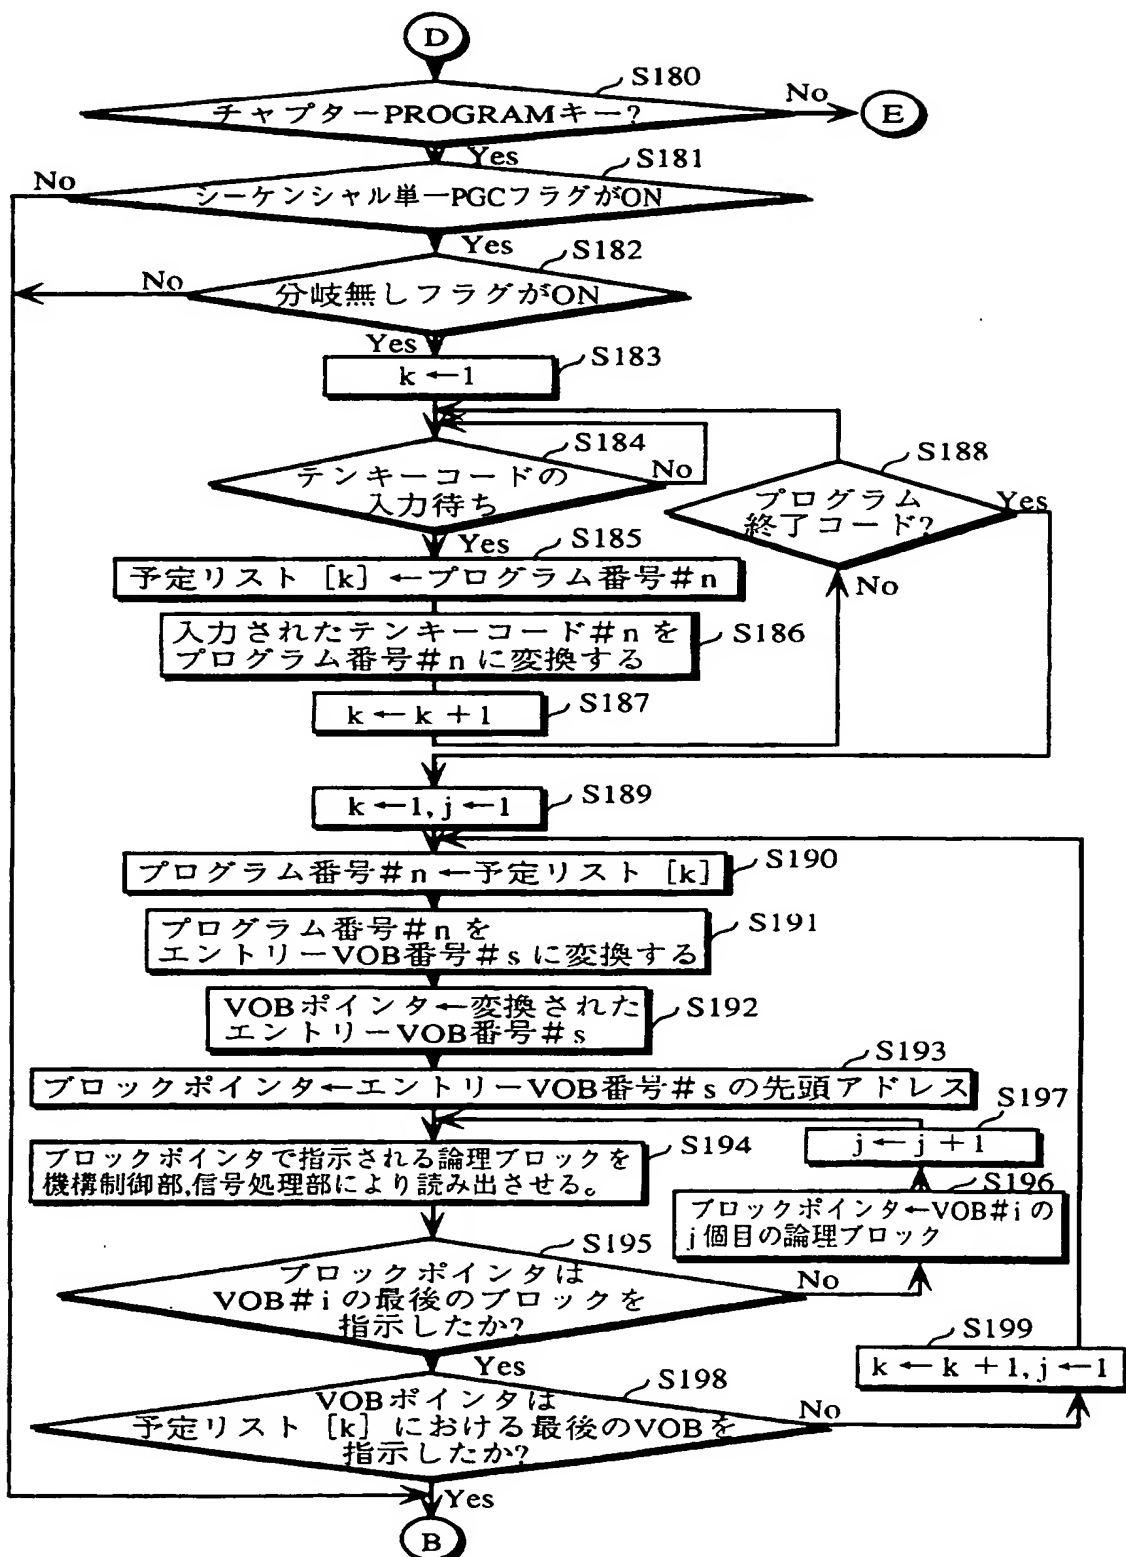 D
S180
チャプターPROGRAMキー?
No
E
Yes
S181
No
シーケンシャル単一PGCフラグがON
Yes
S182
No
分岐無しフラグがON
Yes
S183
k←1
S184
テンキーコードの
入力待ち
No
S188
プログラム
終了コード?
Yes
No
Yes
S185
予定リスト [k] ←プログラム番号#n
入力されたテンキーコード#nを
プログラム番号#nに変換する
S186
k←k+1
S187
k←1, j←1
S189
プログラム番号#n←予定リスト [k]
S190
プログラム番号#nを
エントリーVOB番号#sに変換する
S191
VOBポインタ←変換された
エントリーVOB番号#s
S192
S193
ブロックポインタ←エントリーVOB番号#sの先頭アドレス
S197
j←j+1
ブロックポインタで指示される論理ブロックを
機構制御部,信号処理部により読み出させる。
S194
S196
ブロックポインタ←VOB#iの
j個目の論理ブロック
S195
ブロックポインタは
VOB#iの最後のブロックを
指示したか?
No
Yes
S199
k←k+1, j←1
S198
VOBポインタは
予定リスト [k] における最後のVOBを
指示したか?
No
Yes
B